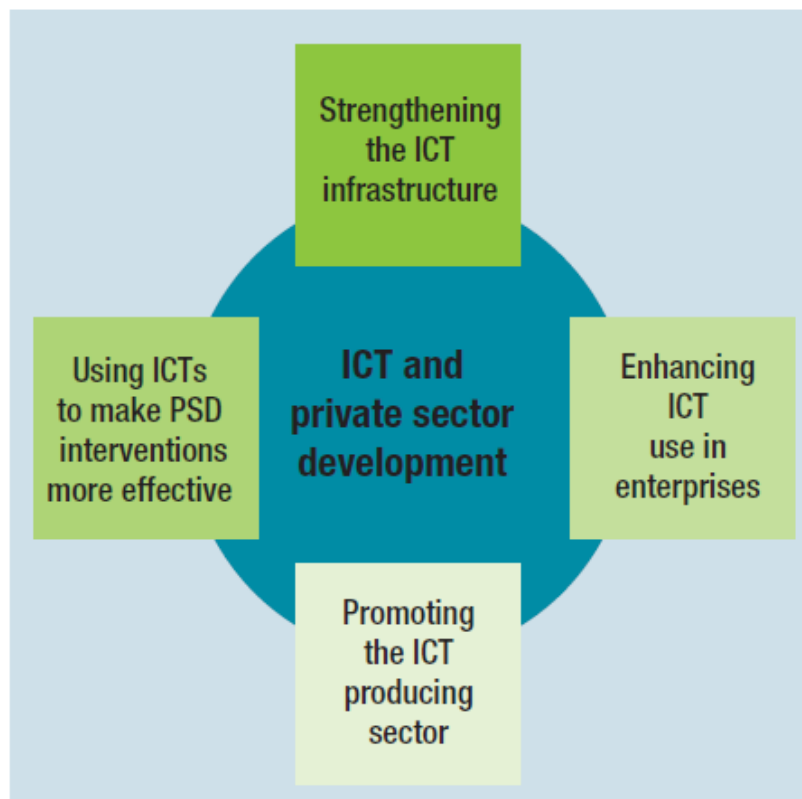 Strengthening
the ICT
infrastructure
Using ICTs
to make PSD
interventions
more effective
ICT and
private sector
development
Enhancing
ICT
use in
enterprises
Promoting
the ICT
producing
sector